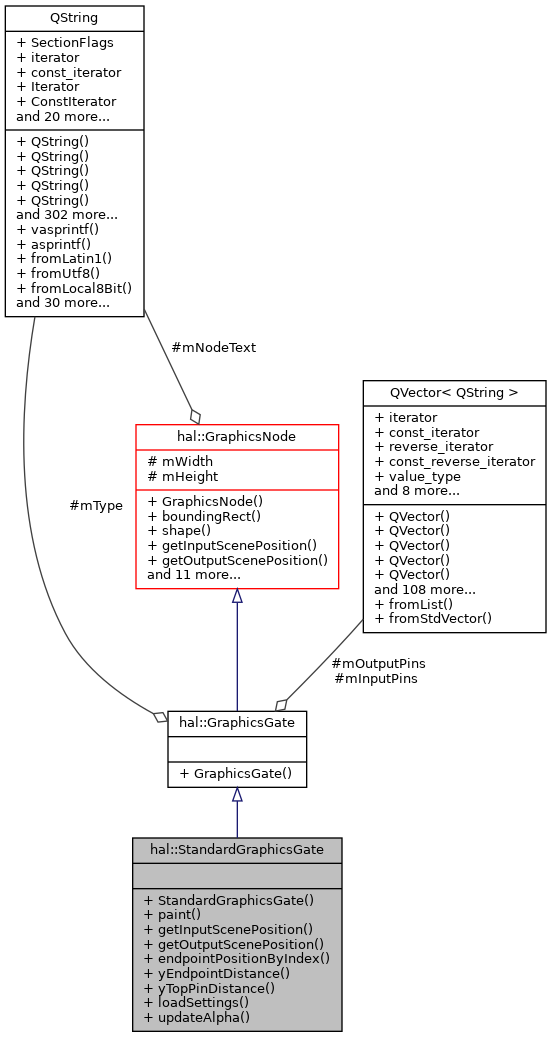 QString
+ SectionFlags
+ iterator
+ const_iterator
+ Iterator
+ ConstIterator
and 20 more...
+ QString()
+ QString()
+ QString()
+ QString()
+ QString()
and 302 more...
+ vasprintf()
+ asprintf()
+ fromLatin1()
+ fromUtf8()
+ fromLocal8Bit()
and 30 more...
#mNodeText
QVector< QString >
+ iterator
+ const_iterator
+ reverse_iterator
+ const_reverse_iterator
+ value_type
and 8 more...
+ QVector()
+ QVector()
+ QVector()
+ QVector()
+ QVector()
and 108 more...
+ fromList()
+ fromStdVector()
hal::GraphicsNode
# mWidth
# mHeight
+ GraphicsNode()
+ boundingRect()
+ shape()
+ getInputScenePosition()
+ getOutputScenePosition()
and 11 more...
#mType
#mOutputPins
#mInputPins
hal::GraphicsGate
+ GraphicsGate()
hal::StandardGraphicsGate
+ StandardGraphicsGate()
+ paint()
+ getInputScenePosition()
+ getOutputScenePosition()
+ endpointPositionByIndex()
+ yEndpointDistance()
+ yTopPinDistance()
+ loadSettings()
+ updateAlpha()